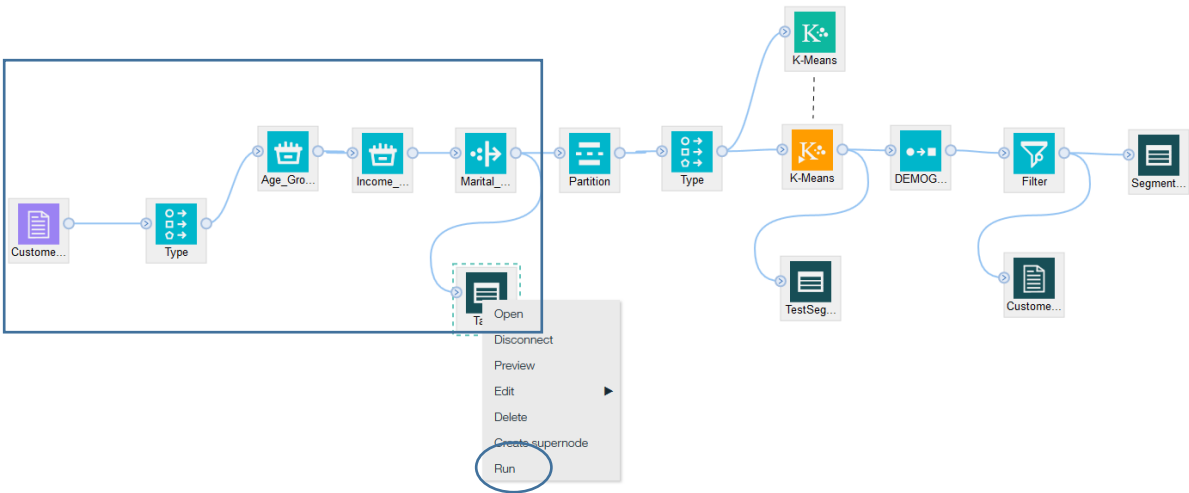 K
K-Means
Age_Gro...
Income_...
Marital_...
Partition
Type
K
K-Means
DEMOG...
Filter
Segment...
Custome...
Type
Ta
TestSeg...
Custome...
Open
Disconnect
Preview
Edit
Delete
Create supernode
Run